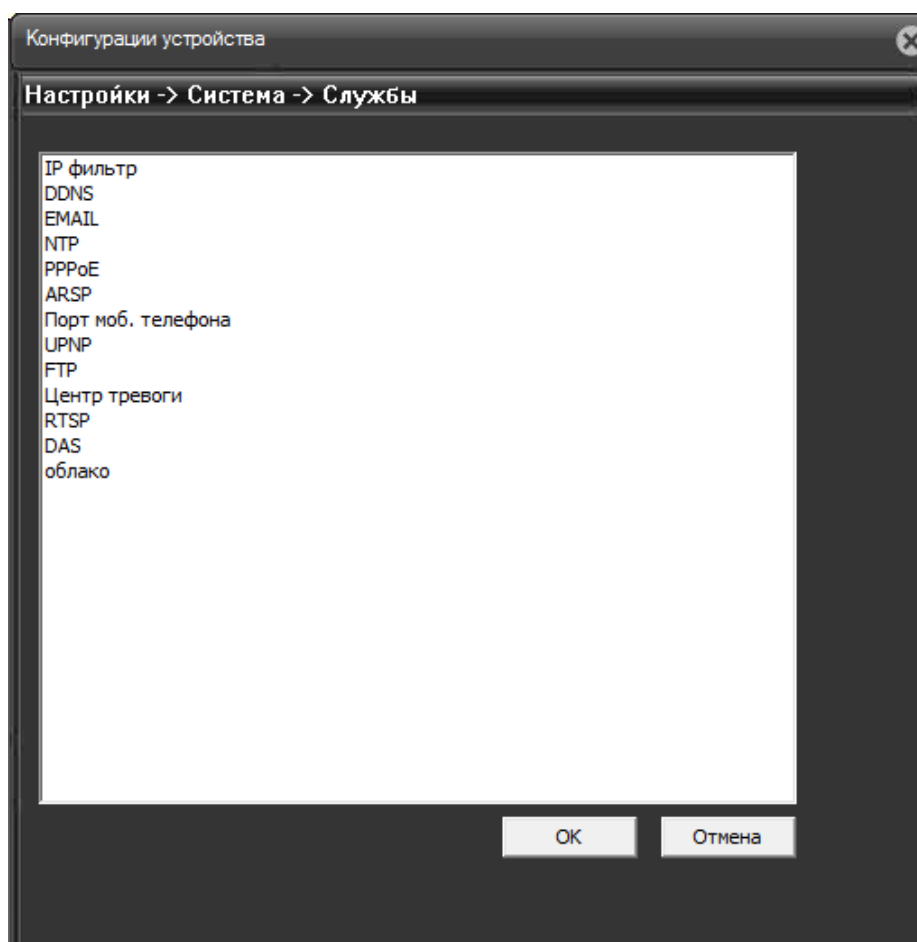 Конфигурации устройства
Настройки -> Система -> Службы
IP фильтр
DDNS
EMAIL
NTP
PPPoE
ARSP
Порт моб. телефона
UPNP
FTP
Центр тревоги
RTSP
DAS
облако
OK
Отмена